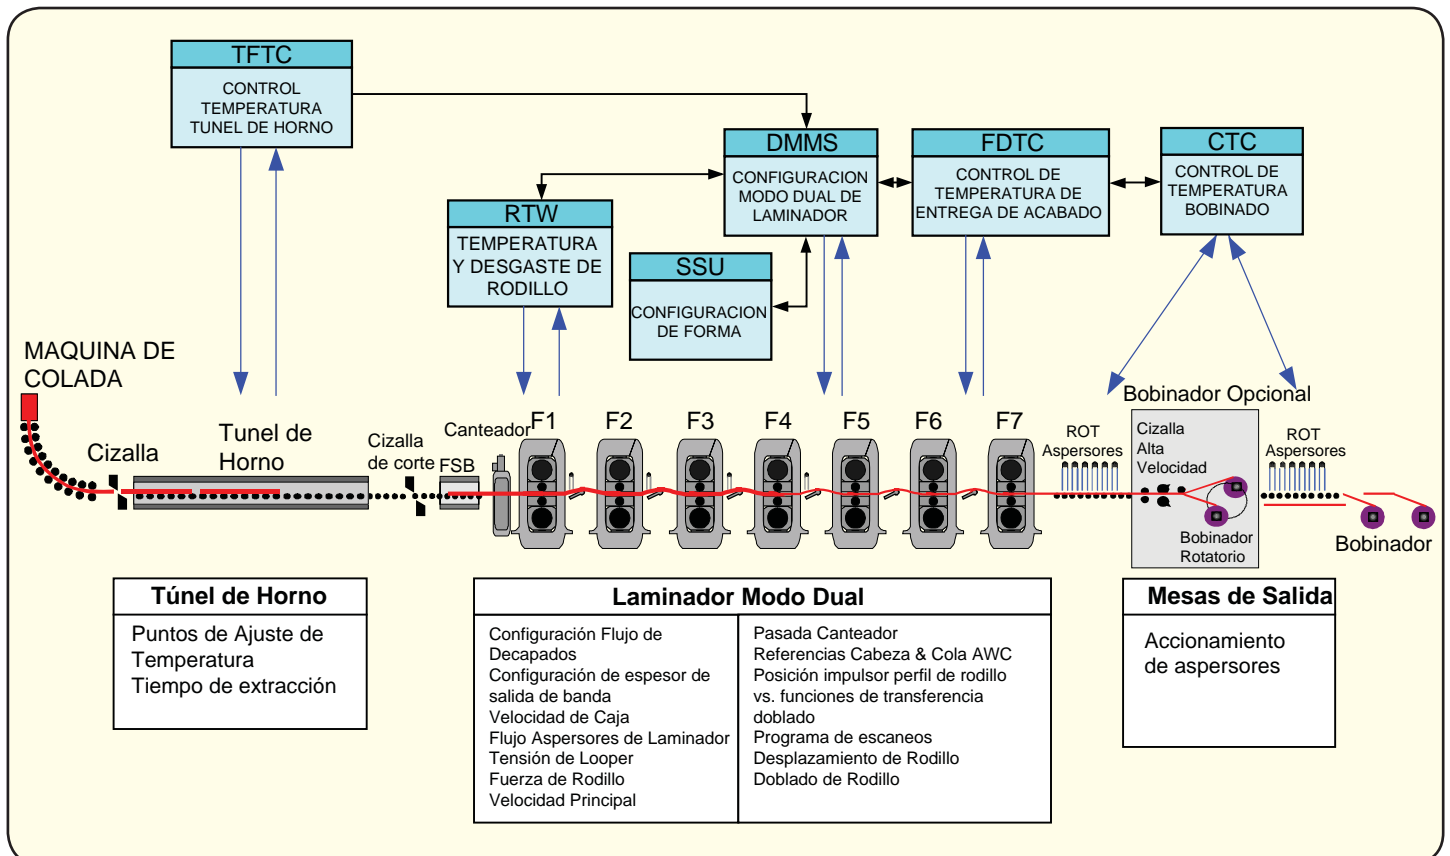 TFTC
CONTROL
TEMPERATURA
TUNEL DE HORNO
DMMS
CONFIGURACION
MODO DUAL DE
LAMINADOR
FDTC
CONTROL DE
TEMPERATURA DE
ENTREGA DE ACABADO
CTC
CONTROL DE
TEMPERATURA
BOBINADO
RTW
TEMPERATURA
Y DESGASTE DE
RODILLO
SSU
CONFIGURACION
DE FORMA
MAQUINA DE
COLADA
Cizalla
Tunel de
Horno
Cizalla
de corte
FSB
Canteador
F1
F2
F3
F4
F5
F6
F7
ROT
Aspersores
Bobinador Opcional
Cizalla
Alta
Velocidad
Bobinador
Rotatorio
ROT
Aspersores
Bobinador
Túnel de Horno
Puntos de Ajuste de
Temperatura
Tiempo de extracción
Laminador Modo Dual
Configuración Flujo de
Decapados
Configuración de espesor de
salida de banda
Velocidad de Caja
Flujo Aspersores de Laminador
Tensión de Looper
Fuerza de Rodillo
Velocidad Principal
Pasada Canteador
Referencias Cabeza & Cola AWC
Posición impulsor perfil de rodillo
vs. funciones de transferencia
doblado
Programa de escaneos
Desplazamiento de Rodillo
Doblado de Rodillo
Mesas de Salida
Accionamiento
de aspersores